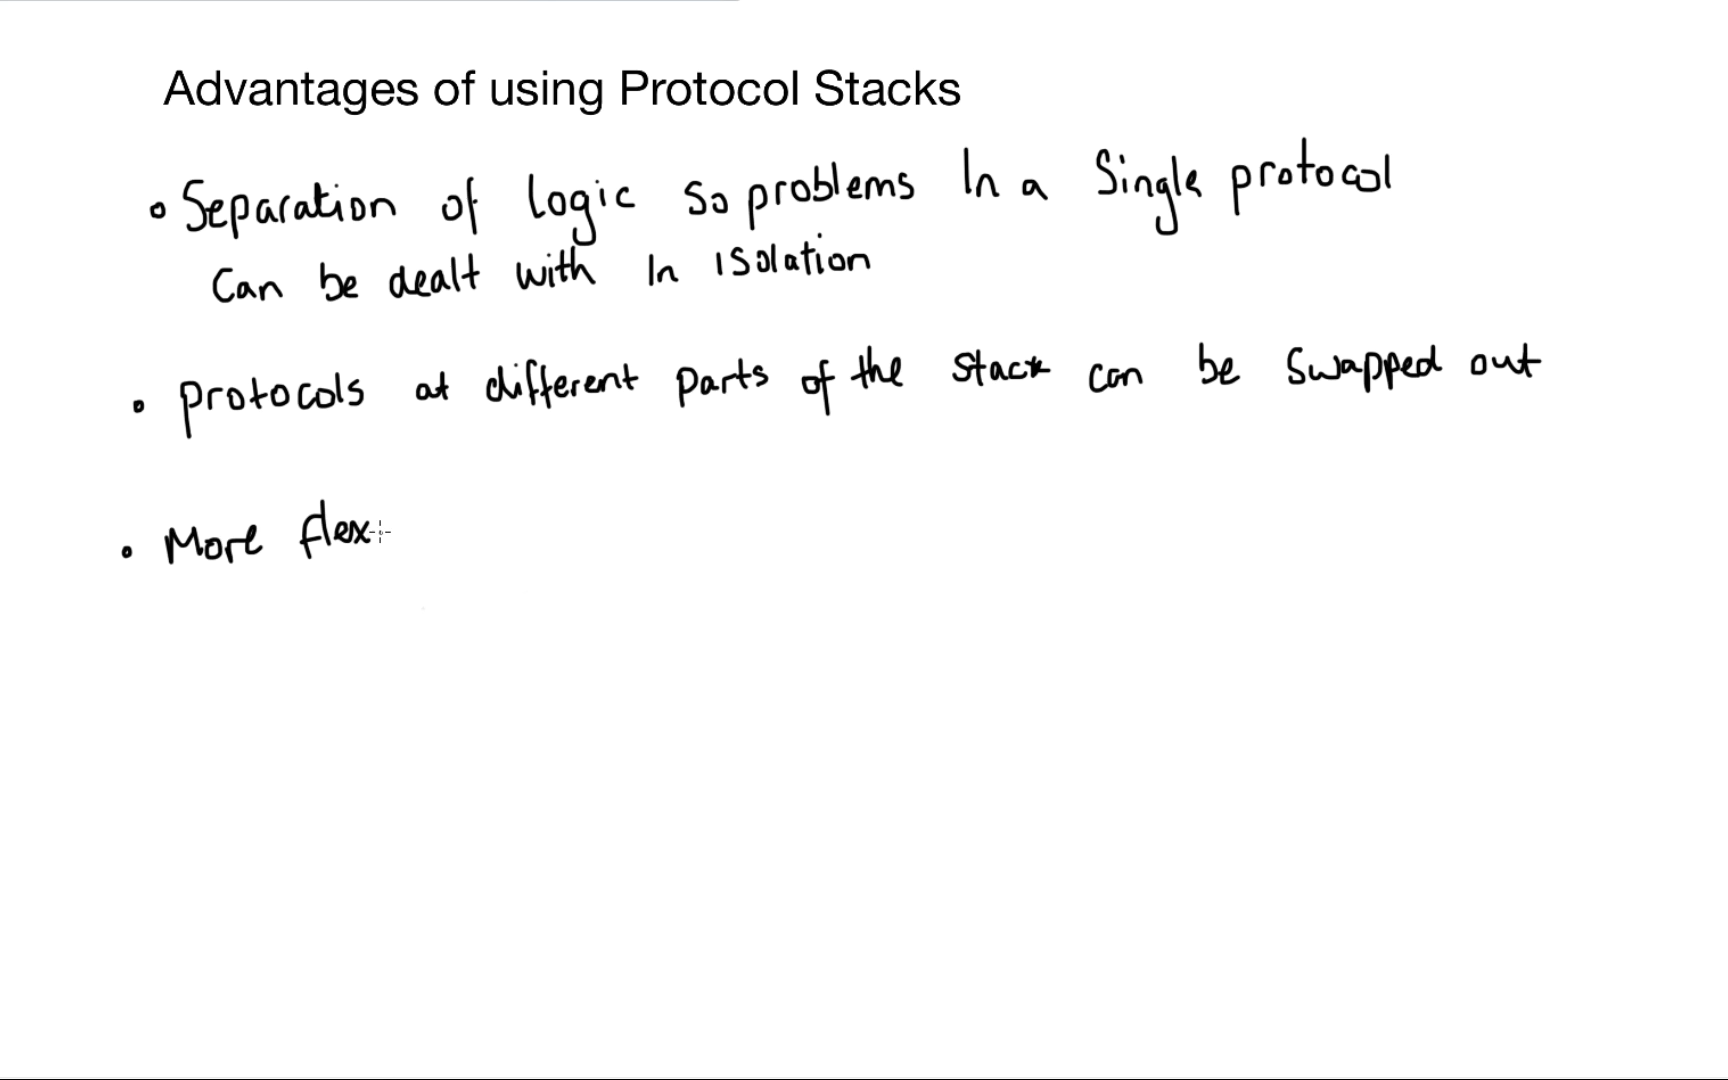 Advantages of using Protocol Stacks
• Separation of logic so problems In a Single protocol
Can be dealt with In Isolation
• protocols at different parts of the stack can be swapped out
• More flex